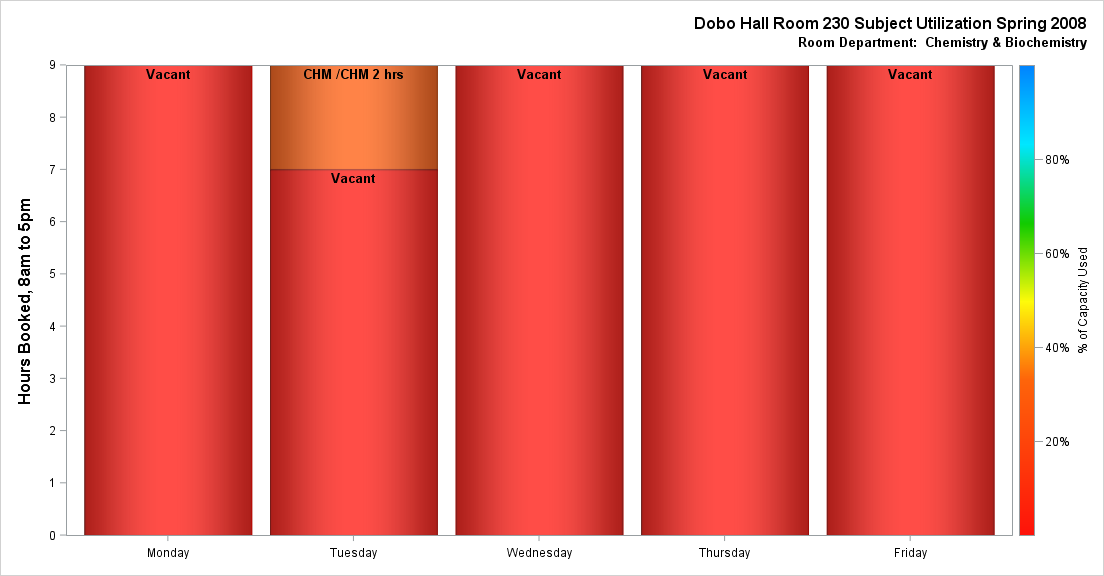 Dobo Hall Room 230 Subject Utilization Spring 2008
Room Department:  Chemistry & Biochemistry
Hours Booked, 8am to 5pm
9
8
7
6
5
4
3
2
1
0
Vacant
CHM /CHM 2 hrs
Vacant
Vacant
Vacant
Vacant
Monday
Tuesday
Wednesday
Thursday
Friday
80%
60%
40%
20%
% of Capacity Used